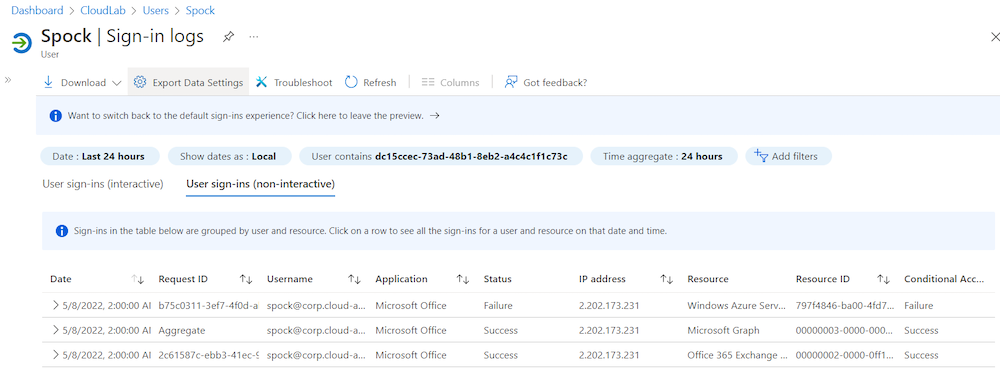 Dashboard > CloudLab > Users > Spock
Spock | Sign-in logs ...
User
Download Export Data Settings Troubleshoot Refresh Columns Got feedback?
Want to switch back to the default sign-ins experience? Click here to leave the preview. →
Date : Last 24 hours Show dates as : Local User contains dc15ccec-73ad-48b1-8eb2-a4c4c1f1c73c Time aggregate : 24 hours Add filters
User sign-ins (interactive) User sign-ins (non-interactive)
Sign-ins in the table below are grouped by user and resource. Click on a row to see all the sign-ins for a user and resource on that date and time.
Date Request ID Username Application Status IP address Resource Resource ID Conditional Acc...
5/8/2022, 2:00:00 AI b75c0311-3ef7-4f0d-a spock@corp.cloud-a... Microsoft Office Failure 2.202.173.231 Windows Azure Serv... 797f4846-ba00-4fd7... Failure
5/8/2022, 2:00:00 AI Aggregate spock@corp.cloud-a... Microsoft Office Success 2.202.173.231 Microsoft Graph 00000003-0000-000... Success
5/8/2022, 2:00:00 AI 2c61587c-ebb3-41ec-9 spock@corp.cloud-a... Microsoft Office Success 2.202.173.231 Office 365 Exchange ... 00000002-0000-0ff1... Success